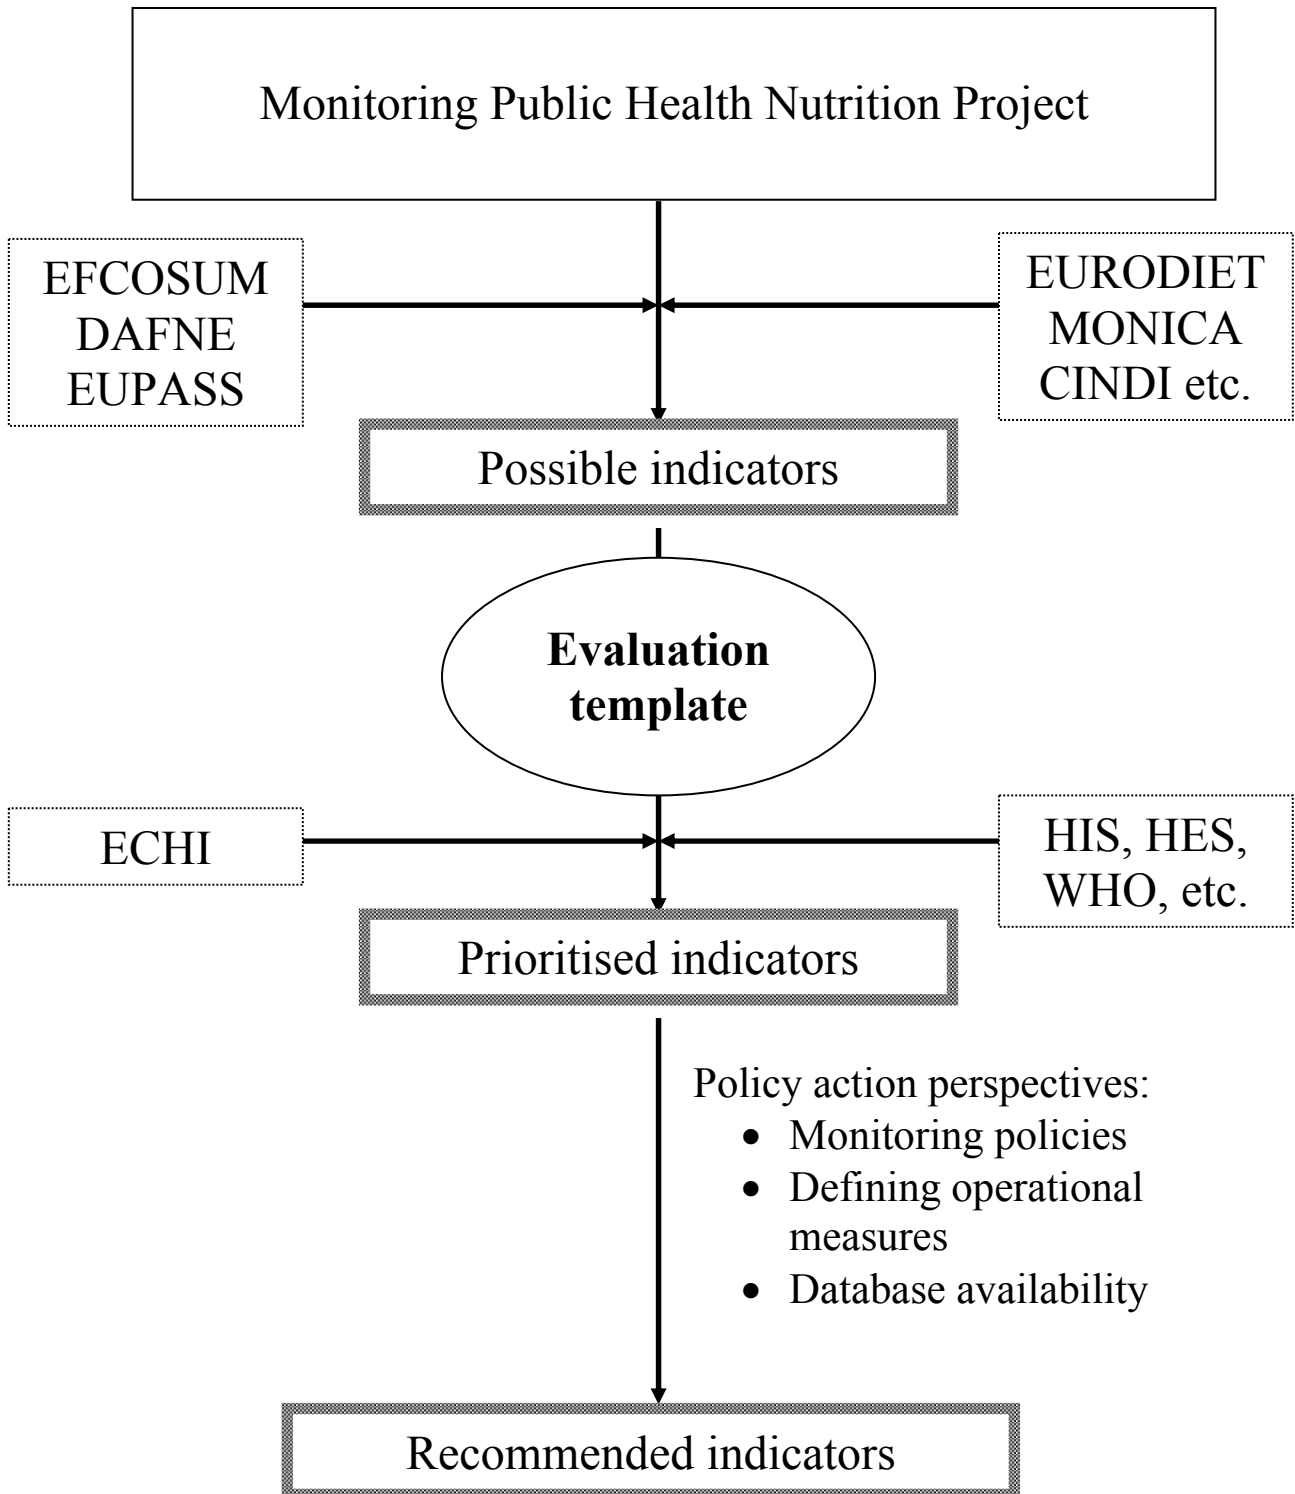 Monitoring Public Health Nutrition Project
EFCOSUM
DAFNE
EUPASS
EURODIET
MONICA
CINDI etc.
Possible indicators
Evaluation
template
ECHI
HIS, HES,
WHO, etc.
Prioritised indicators
Policy action perspectives:
• Monitoring policies
• Defining operational
measures
• Database availability
Recommended indicators